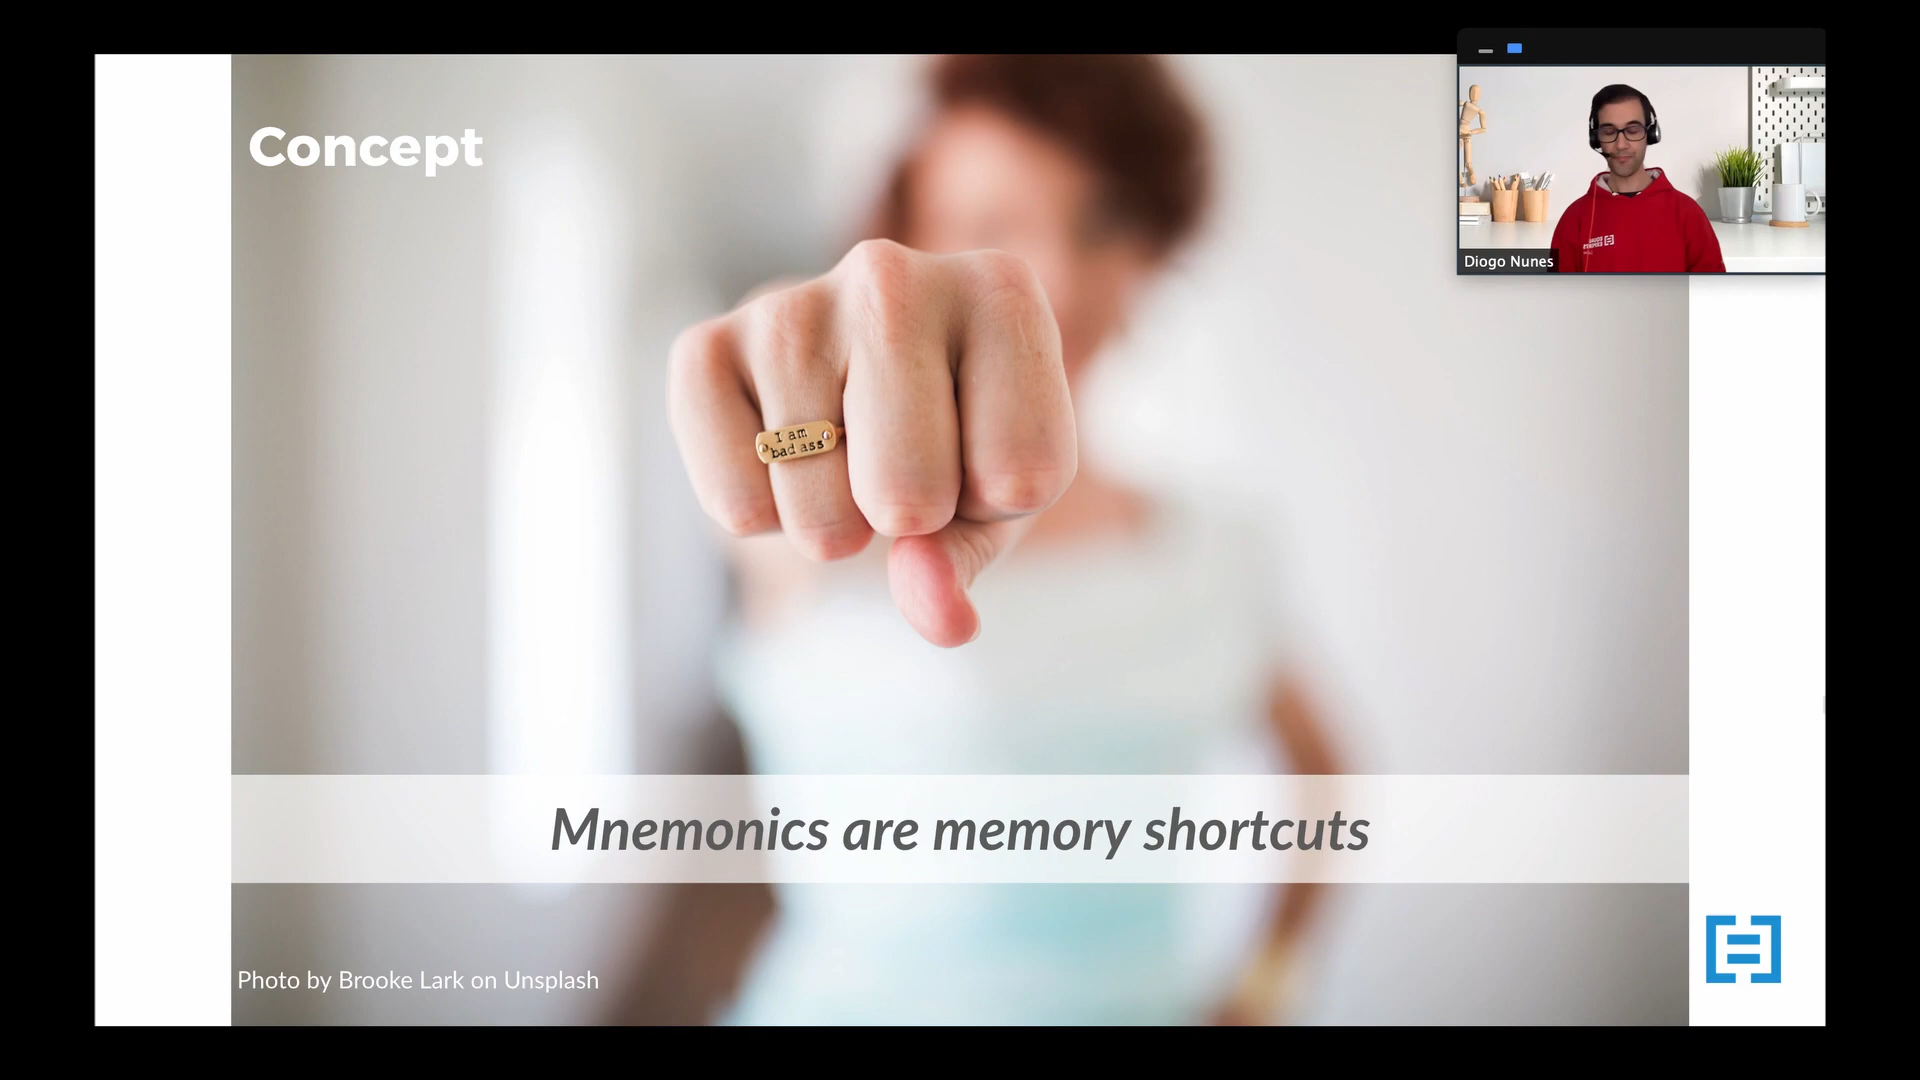 Concept
Diogo Nunes
I am
bad ass
Mnemonics are memory shortcuts
Photo by Brooke Lark on Unsplash